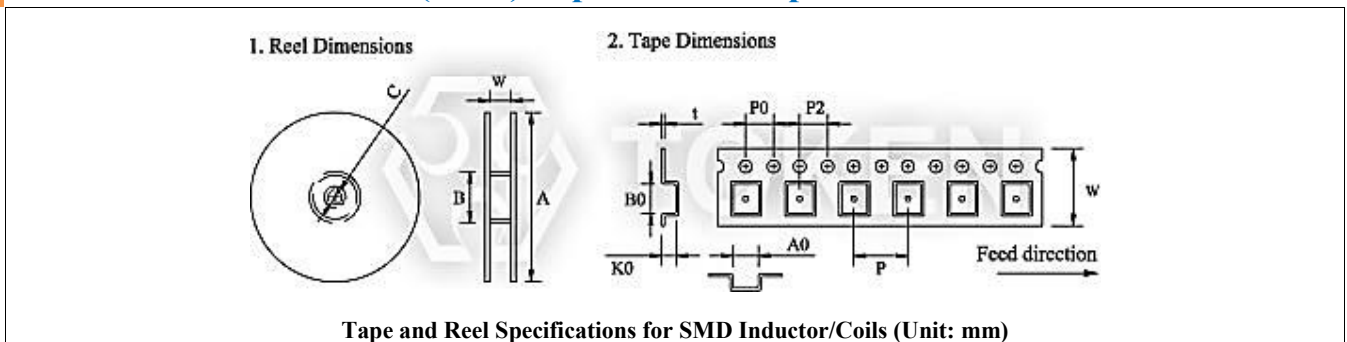 1. Reel Dimensions
2. Tape Dimensions
TOKEN
C
W
B
A
t
P0
P2
B0
W
K0
A0
P
Feed direction
Tape and Reel Specifications for SMD Inductor/Coils (Unit: mm)